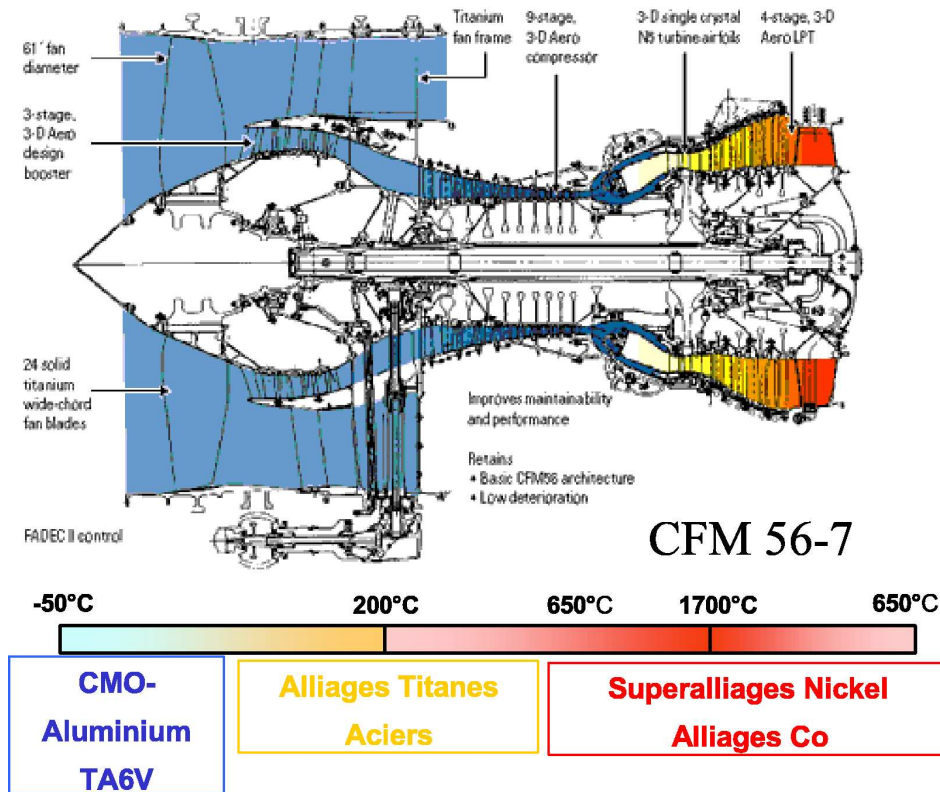 61´ fan
diameter
3-stage,
3-D Aero
design
booster
24 solid
titanium
wide-chord
fan blades
FADEC II control
Titanium
fan frame
9-stage,
3-D Aero
compressor
3-D single crystal
N5 turbine airfoils
4-stage, 3-D
Aero LPT
Improves maintainability
and performance
Retains
• Basic CFM56 architecture
• Low deterioration
CFM 56-7
-50°C 200°C 650°C 1700°C 650°C
CMO-
Aluminium
TA6V
Alliages Titanes
Aciers
Superalliages Nickel
Alliages Co